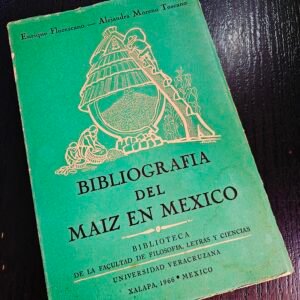 Enrique Florescano — Alejandra Moreno Toscano
BIBLIOGRAFIA
DEL
MAIZ EN MEXICO
BIBLIOTECA
DE LA FACULTAD DE FILOSOFIA, LETRAS Y CIENCIAS
UNIVERSIDAD VERACRUZANA
XALAPA, 1966 • MEXICO